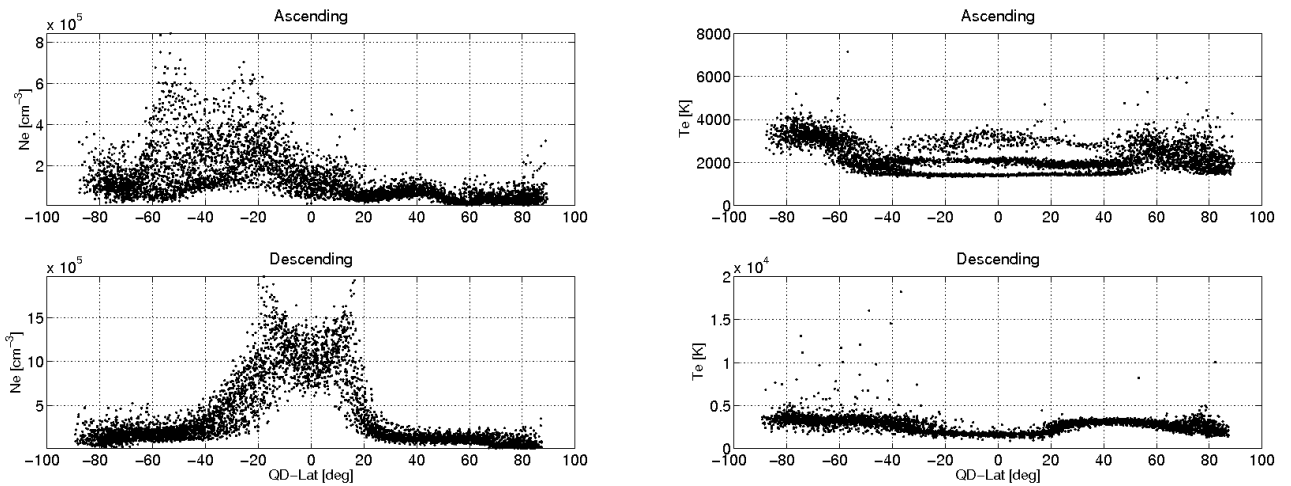 Ascending
x 10^5
8
6
4
2
Ne [cm^−3]
−100 −80 −60 −40 −20 0 20 40 60 80 100
Ascending
8000
6000
4000
2000
0
Te [K]
−100 −80 −60 −40 −20 0 20 40 60 80 100
Descending
x 10^5
15
10
5
Ne [cm^−3]
−100 −80 −60 −40 −20 0 20 40 60 80 100
QD−Lat [deg]
Descending
x 10^4
2
1.5
1
0.5
0
Te [K]
−100 −80 −60 −40 −20 0 20 40 60 80 100
QD−Lat [deg]